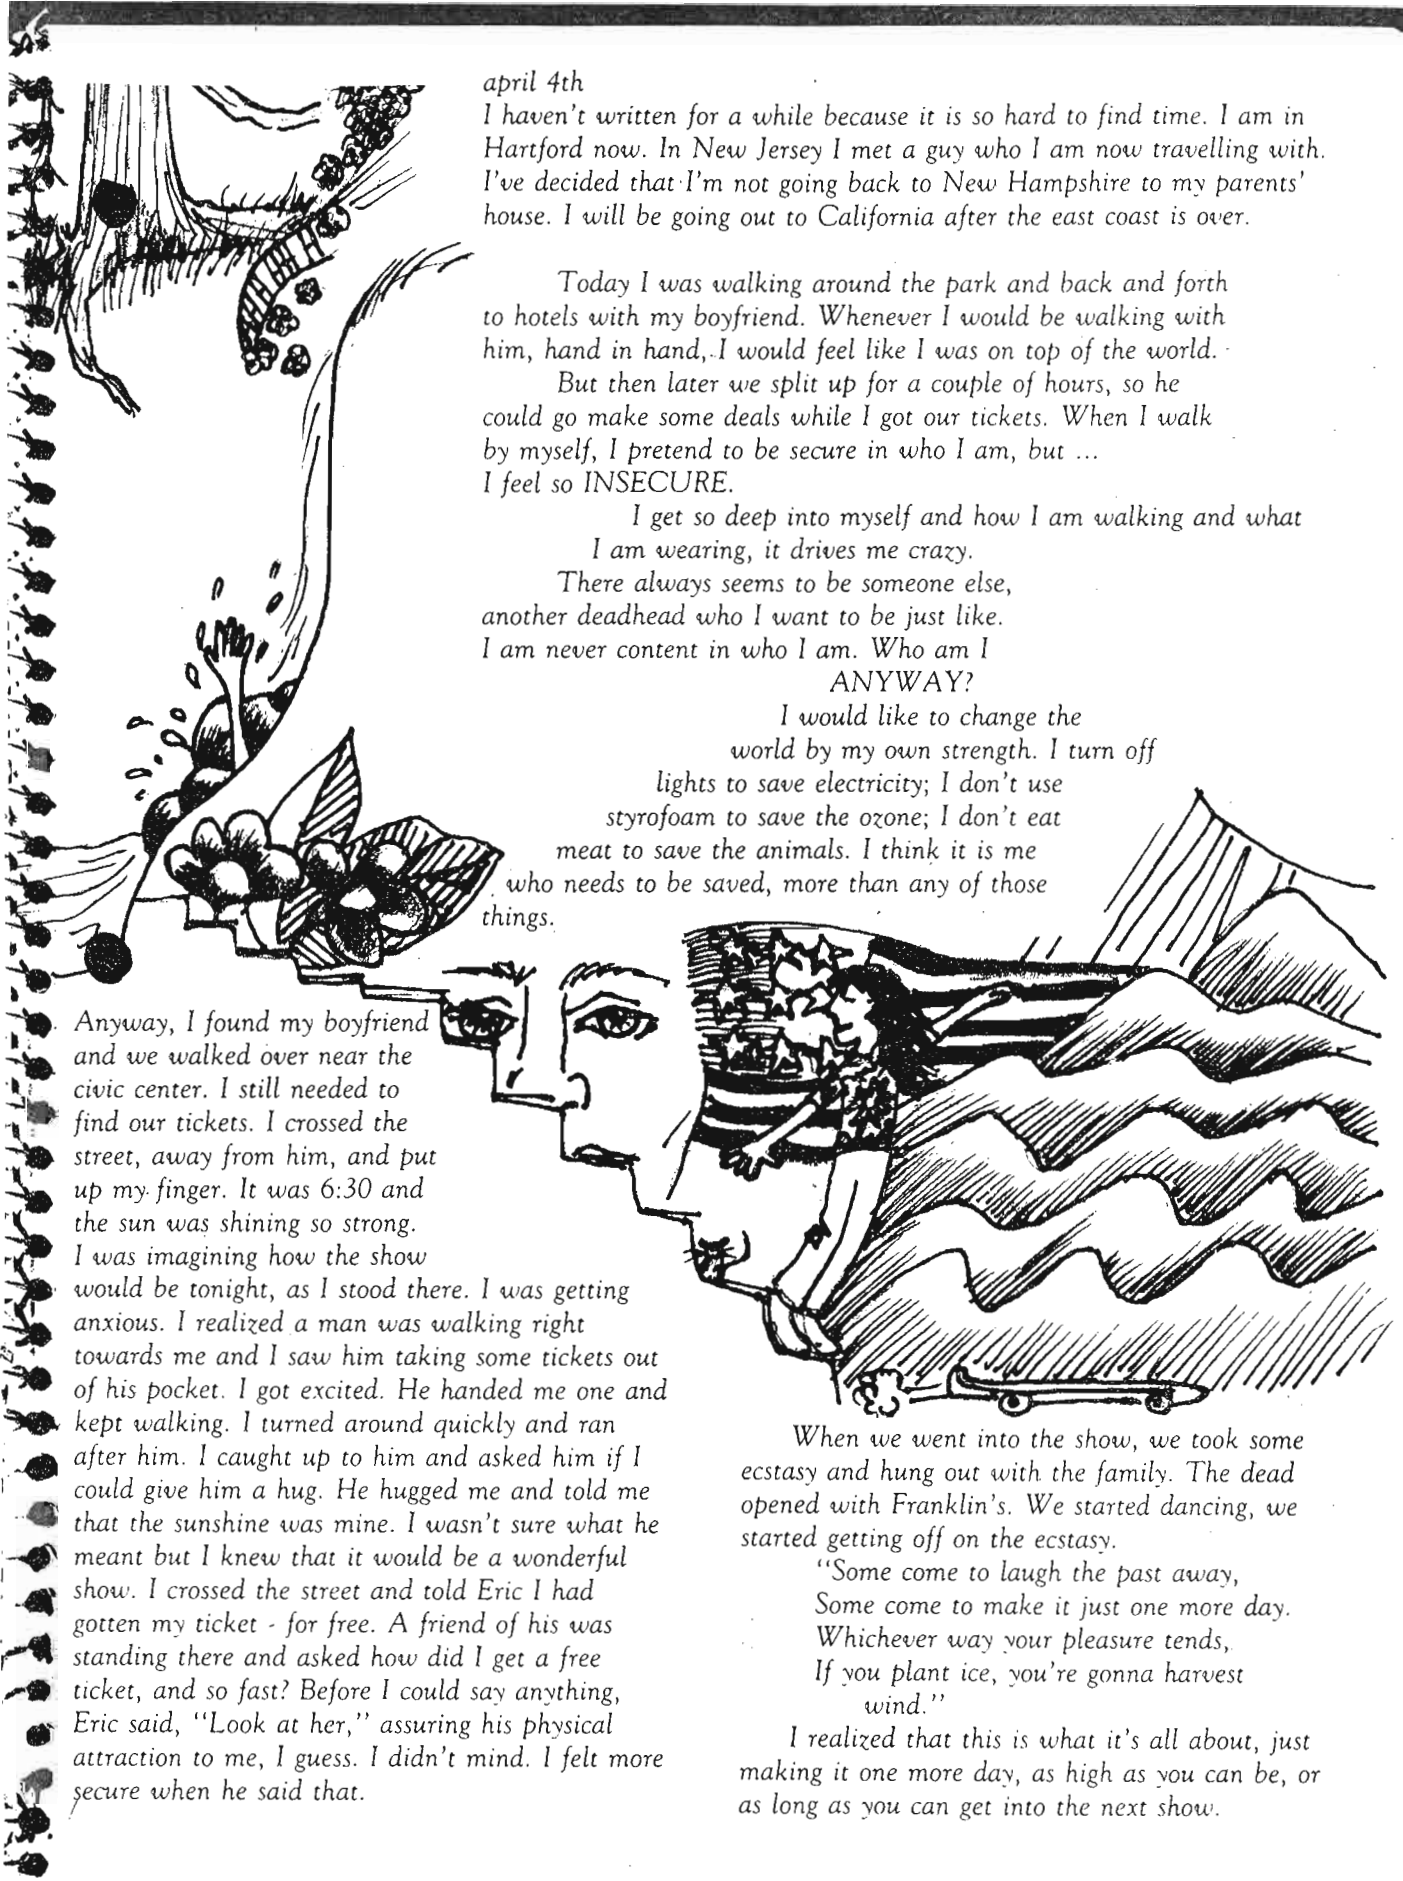 april 4th
I haven't written for a while because it is so hard to find time. I am in
Hartford now. In New Jersey I met a guy who I am now travelling with.
I've decided that I'm not going back to New Hampshire to my parents'
house. I will be going out to California after the east coast is over.
Today I was walking around the park and back and forth
to hotels with my boyfriend. Whenever I would be walking with
him, hand in hand, I would feel like I was on top of the world.
But then later we split up for a couple of hours, so he
could go make some deals while I got our tickets. When I walk
by myself, I pretend to be secure in who I am, but ...
I feel so INSECURE.
I get so deep into myself and how I am walking and what
I am wearing, it drives me crazy.
There always seems to be someone else,
another deadhead who I want to be just like.
I am never content in who I am. Who am I
ANYWAY?
I would like to change the
world by my own strength. I turn off
lights to save electricity; I don't use
styrofoam to save the ozone; I don't eat
meat to save the animals. I think it is me
who needs to be saved, more than any of those
things.
Anyway, I found my boyfriend
and we walked over near the
civic center. I still needed to
find our tickets. I crossed the
street, away from him, and put
up my finger. It was 6:30 and
the sun was shining so strong.
I was imagining how the show
would be tonight, as I stood there. I was getting
anxious. I realized a man was walking right
towards me and I saw him taking some tickets out
of his pocket. I got excited. He handed me one and
kept walking. I turned around quickly and ran
after him. I caught up to him and asked him if I
could give him a hug. He hugged me and told me
that the sunshine was mine. I wasn't sure what he
meant but I knew that it would be a wonderful
show. I crossed the street and told Eric I had
gotten my ticket - for free. A friend of his was
standing there and asked how did I get a free
ticket, and so fast? Before I could say anything,
Eric said, "Look at her," assuring his physical
attraction to me, I guess. I didn't mind. I felt more
secure when he said that.
When we went into the show, we took some
ecstasy and hung out with the family. The dead
opened with Franklin's. We started dancing, we
started getting off on the ecstasy.
"Some come to laugh the past away,
Some come to make it just one more day.
Whichever way your pleasure tends,
If you plant ice, you're gonna harvest
wind."
I realized that this is what it's all about, just
making it one more day, as high as you can be, or
as long as you can get into the next show.